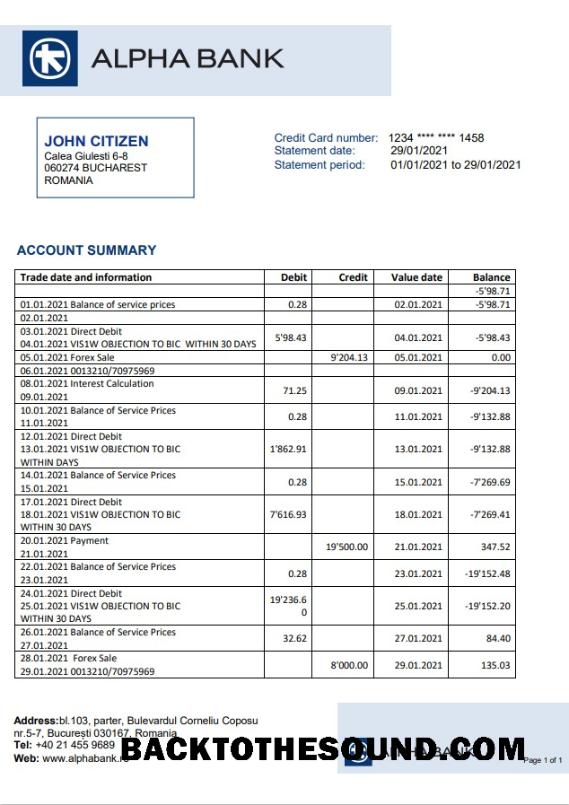 ALPHA BANK
JOHN CITIZEN
Calea Giulesti 6-8
060274 BUCHAREST
ROMANIA
Credit Card number: 1234 **** **** 1458
Statement date: 29/01/2021
Statement period: 01/01/2021 to 29/01/2021
ACCOUNT SUMMARY
Trade date and information Debit Credit Value date Balance
-5'98.71
01.01.2021 Balance of service prices 0.28 02.01.2021 -5'98.71
02.01.2021
03.01.2021 Direct Debit
04.01.2021 VIS1W OBJECTION TO BIC WITHIN 30 DAYS 5'98.43 04.01.2021 -5'98.43
05.01.2021 Forex Sale 9'204.13 05.01.2021 0.00
06.01.2021 0013210/70975969
08.01.2021 Interest Calculation
09.01.2021 71.25 09.01.2021 -9'204.13
10.01.2021 Balance of Service Prices
11.01.2021 0.28 11.01.2021 -9'132.88
12.01.2021 Direct Debit
13.01.2021 VIS1W OBJECTION TO BIC 1'862.91 13.01.2021 -9'132.88
WITHIN DAYS
14.01.2021 Balance of Service Prices
15.01.2021 0.28 15.01.2021 -7'269.69
17.01.2021 Direct Debit
18.01.2021 VIS1W OBJECTION TO BIC 7'616.93 18.01.2021 -7'269.41
WITHIN 30 DAYS
20.01.2021 Payment
21.01.2021 19'500.00 21.01.2021 347.52
22.01.2021 Balance of Service Prices
23.01.2021 0.28 23.01.2021 -19'152.48
24.01.2021 Direct Debit
25.01.2021 VIS1W OBJECTION TO BIC 19'236.60 25.01.2021 -19'152.20
WITHIN 30 DAYS
26.01.2021 Balance of Service Prices
27.01.2021 32.62 27.01.2021 84.40
28.01.2021 Forex Sale
29.01.2021 0013210/70975969 8'000.00 29.01.2021 135.03
Address:bl.103, parter, Bulevardul Corneliu Coposu
nr.5-7, București 030167, Romania
Tel: +40 21 455 9689
Web: www.alphabank.r
BACKTOTHESOUND.COM
Page 1 of 1